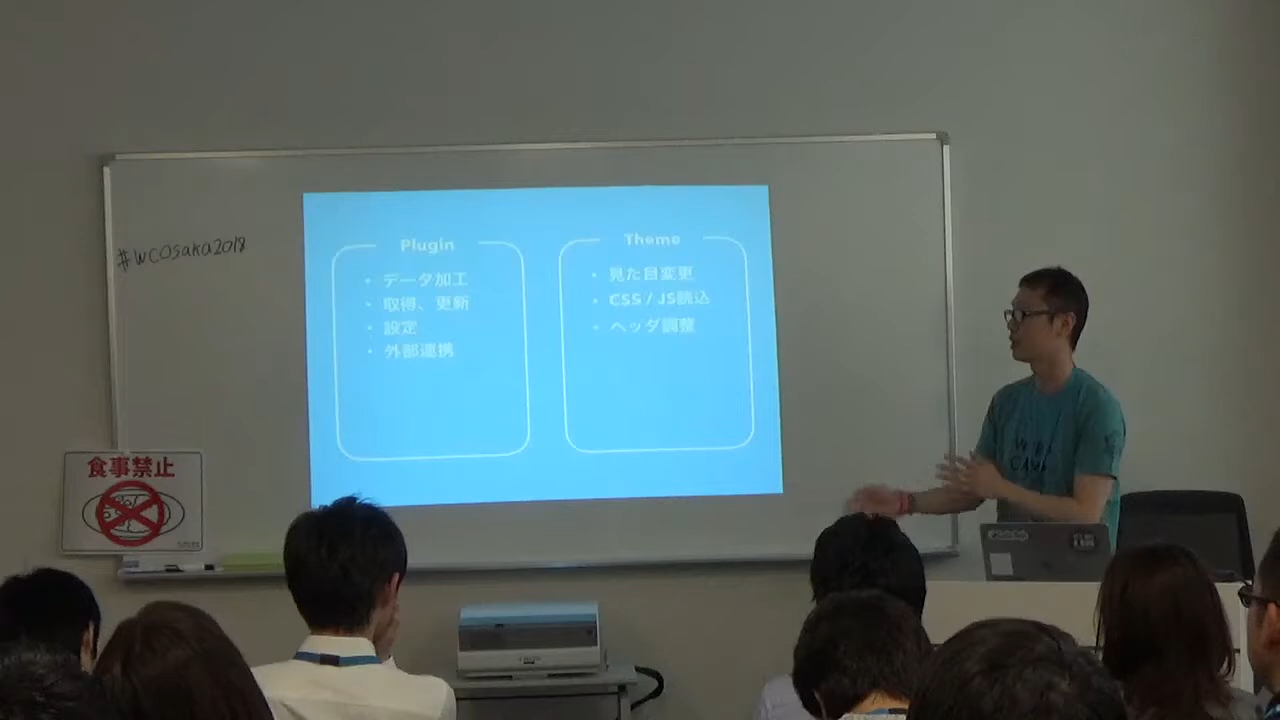 #WCOsaka2018
Plugin
・ データ加工
・ 取得、更新
・ 設定
・ 外部連携
Theme
・ 見た目変更
・ CSS / JS読込
・ ヘッダ調整
食事禁止